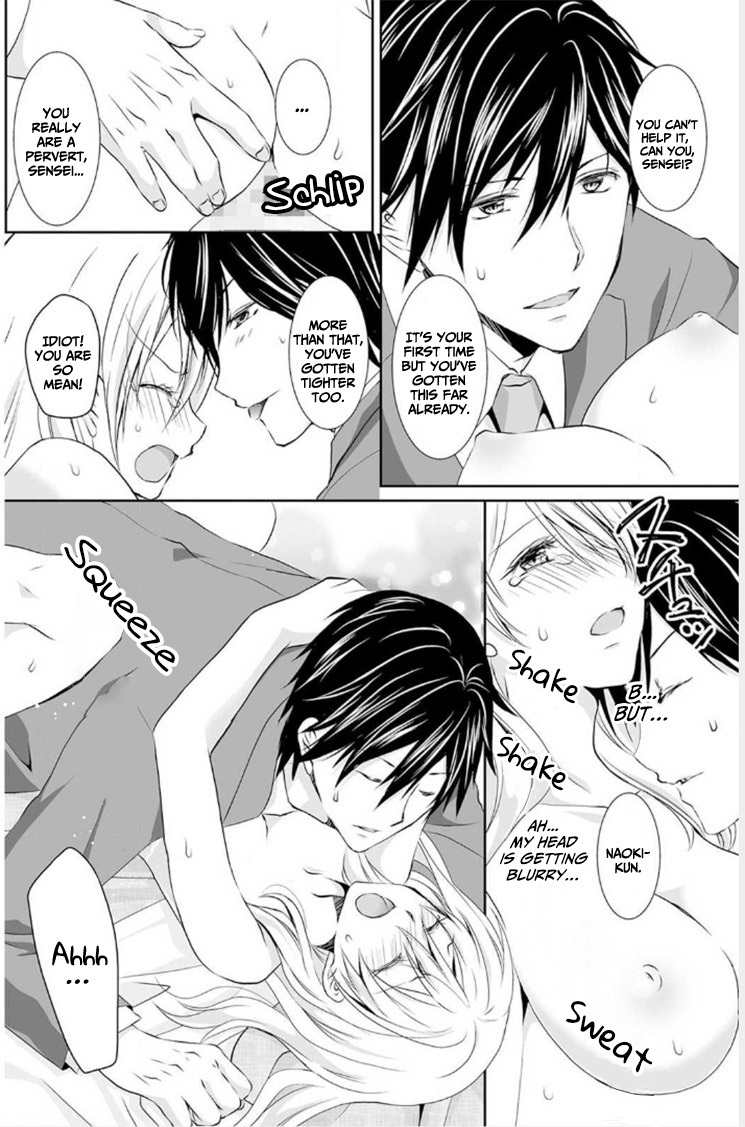 YOU CAN'T
HELP IT,
CAN YOU,
SENSEI?
IT'S YOUR
FIRST TIME
BUT YOU'VE
GOTTEN
THIS FAR
ALREADY.
...
YOU
REALLY
ARE A
PERVERT,
SENSEI...
Schlip
MORE
THAN THAT,
YOU'VE
GOTTEN
TIGHTER
TOO.
IDIOT!
YOU ARE
SO
MEAN!
B...
BUT...
Shake
Shake
NAOKI-
KUN.
AH...
MY HEAD
IS GETTING
BLURRY...
Sweat
Squeeze
Ahhh
...